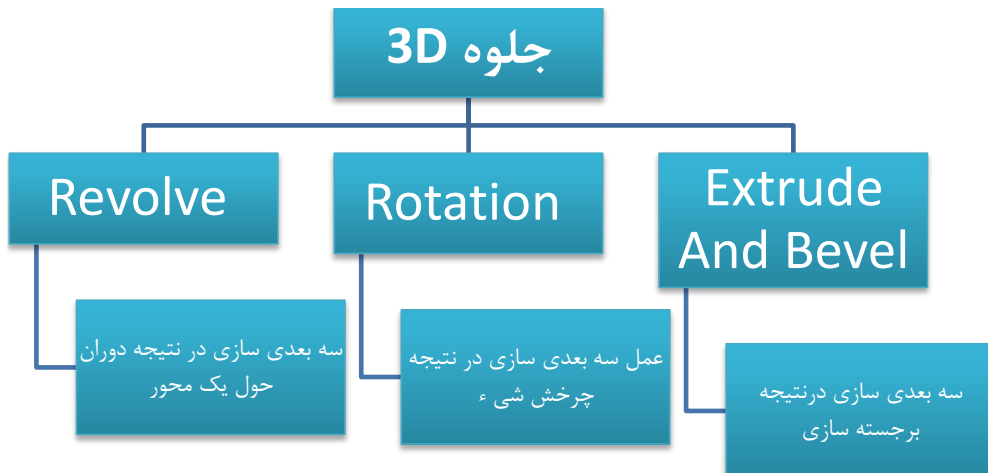 جلوه 3D
Revolve
Rotation
Extrude
And Bevel
سه بعدی سازی در نتیجه دوران
حول یک محور
عمل سه بعدی سازی در نتیجه
چرخش شی ء
سه بعدی سازی درنتیجه
برجسته سازی